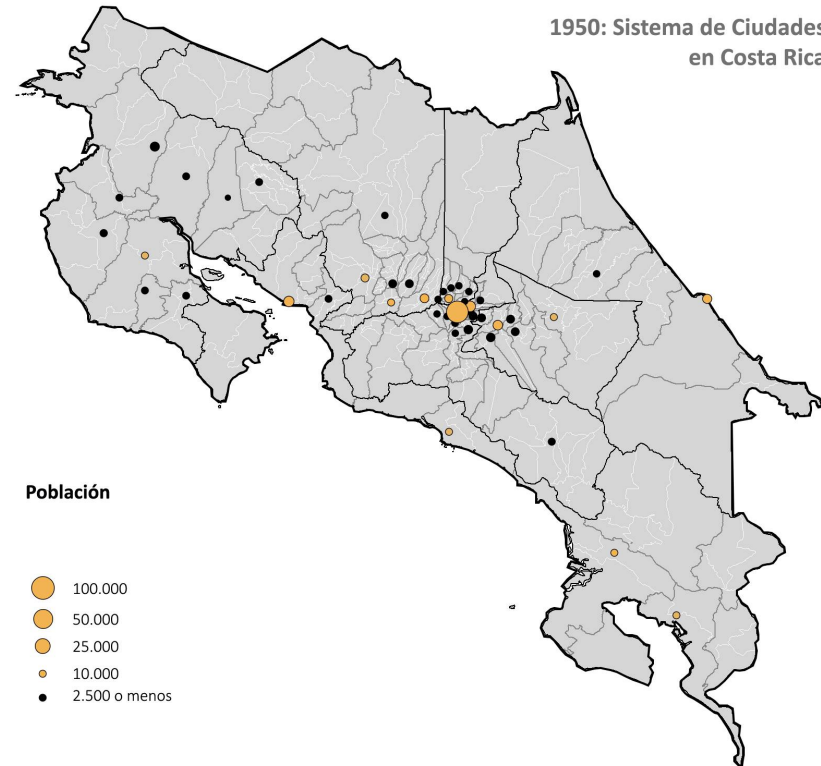 1950: Sistema de Ciudades
en Costa Rica
Población
100.000
50.000
25.000
10.000
2.500 o menos